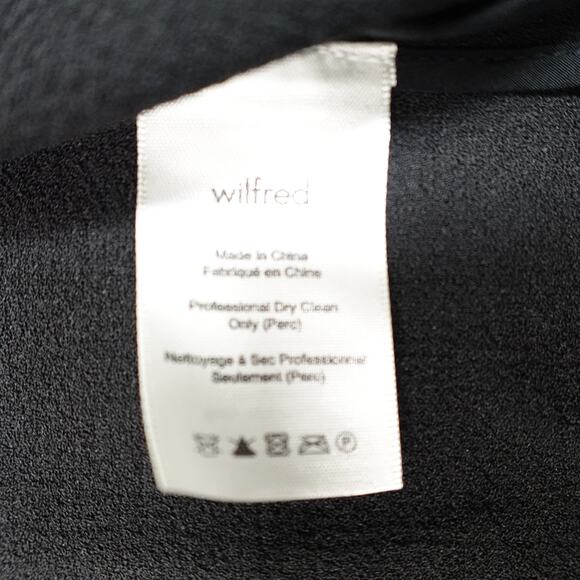 wilfred
Made In China
Fabriqué en Chine
Professional Dry Clean
Only (Perc)
Nettoyage à Sec Professionnel
Seulement (Perc)
P